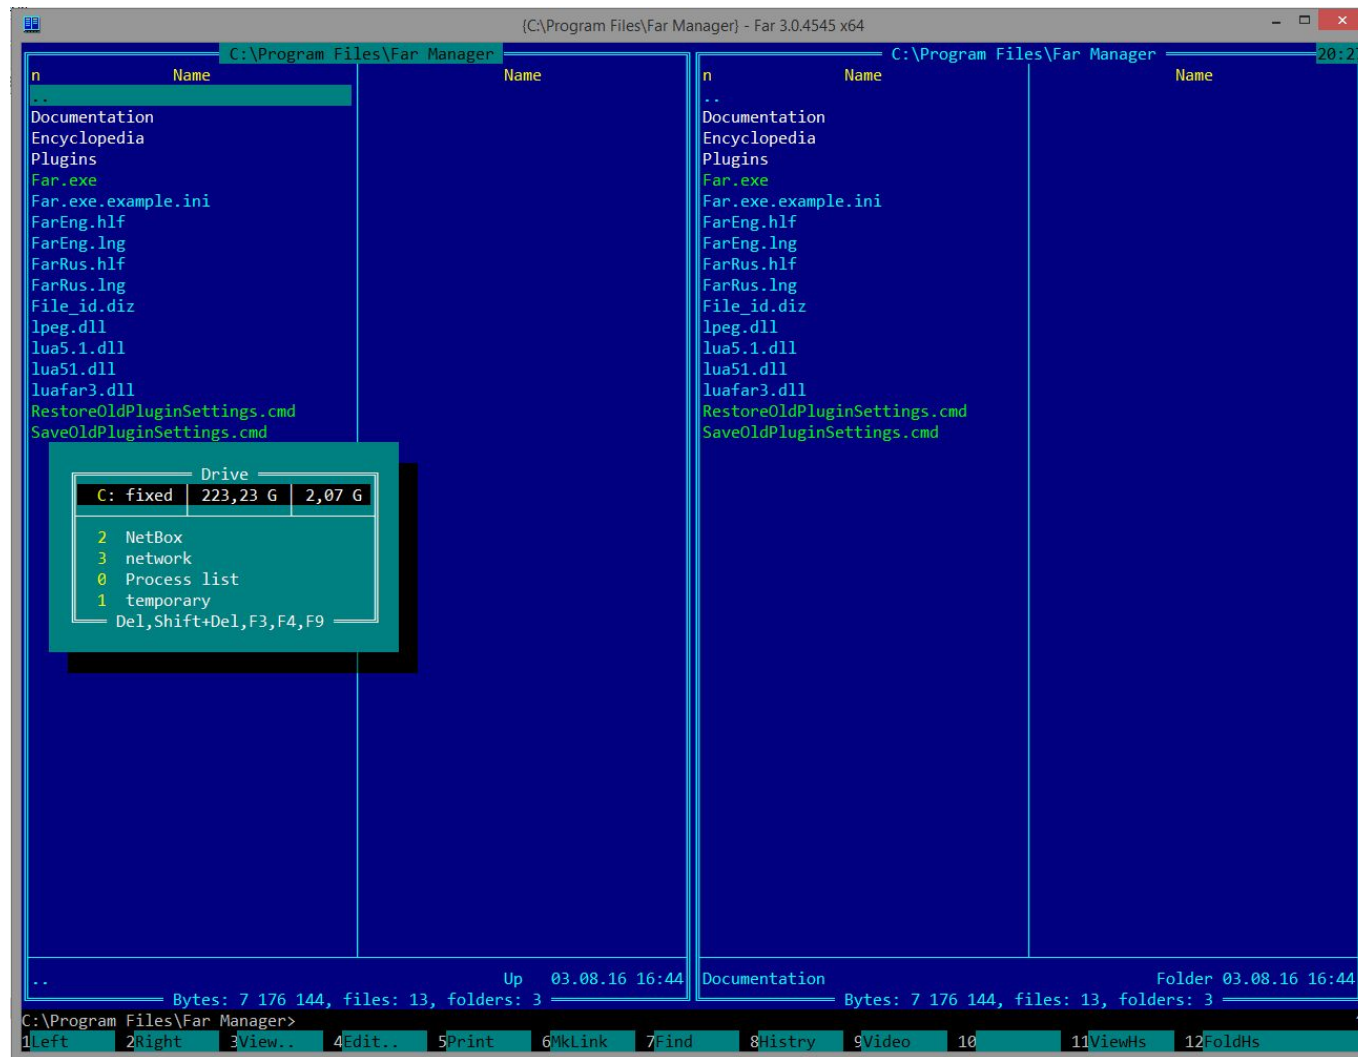 {C:\Program Files\Far Manager} - Far 3.0.4545 x64
C:\Program Files\Far Manager
n Name Name
..
Documentation
Encyclopedia
Plugins
Far.exe
Far.exe.example.ini
FarEng.hlf
FarEng.lng
FarRus.hlf
FarRus.lng
File_id.diz
lpeg.dll
lua5.1.dll
lua51.dll
luafar3.dll
RestoreOldPluginSettings.cmd
SaveOldPluginSettings.cmd
Drive
C: fixed 223,23 G 2,07 G
2 NetBox
3 network
0 Process list
1 temporary
Del,Shift+Del,F3,F4,F9
.. Up 03.08.16 16:44
Bytes: 7 176 144, files: 13, folders: 3
C:\Program Files\Far Manager 20:2
n Name Name
..
Documentation
Encyclopedia
Plugins
Far.exe
Far.exe.example.ini
FarEng.hlf
FarEng.lng
FarRus.hlf
FarRus.lng
File_id.diz
lpeg.dll
lua5.1.dll
lua51.dll
luafar3.dll
RestoreOldPluginSettings.cmd
SaveOldPluginSettings.cmd
Documentation Folder 03.08.16 16:44
Bytes: 7 176 144, files: 13, folders: 3
C:\Program Files\Far Manager>
1Left 2Right 3View.. 4Edit.. 5Print 6MkLink 7Find 8Histry 9Video 10 11ViewHs 12FoldHs